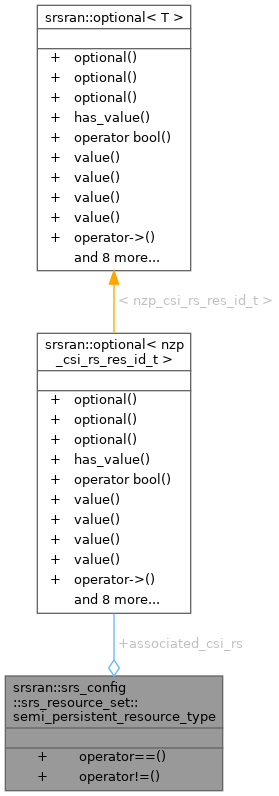 srsran::optional< T >
+ optional()
+ optional()
+ optional()
+ has_value()
+ operator bool()
+ value()
+ value()
+ value()
+ value()
+ operator->()
and 8 more...
< nzp_csi_rs_res_id_t >
srsran::optional< nzp
_csi_rs_res_id_t >
+ optional()
+ optional()
+ optional()
+ has_value()
+ operator bool()
+ value()
+ value()
+ value()
+ value()
+ operator->()
and 8 more...
+associated_csi_rs
srsran::srs_config
::srs_resource_set::
semi_persistent_resource_type
+ operator==()
+ operator!=()